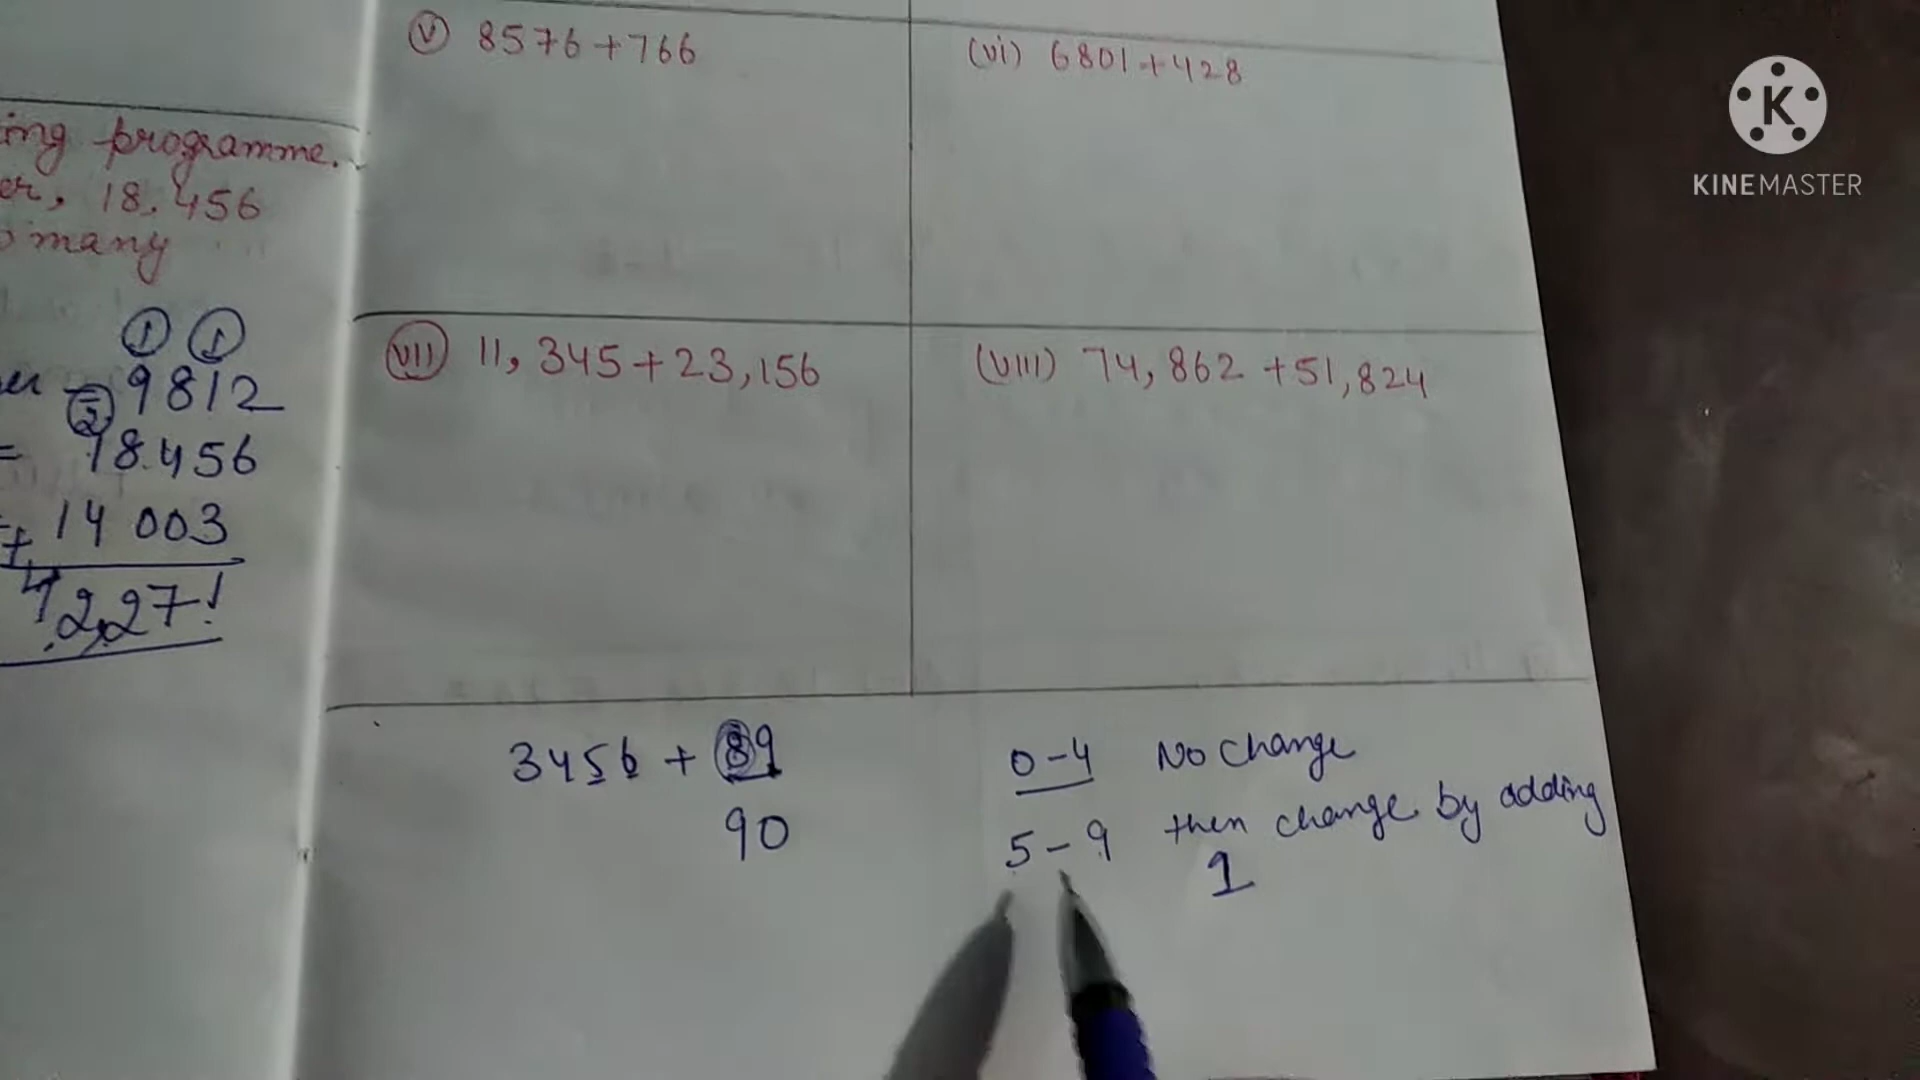 ing programme.
er, 18,456
many
① ①
9812
②
= 18.456
+ 14 003
42,271
Ⓥ 8576+766
(vi) 6801+428
(VII) 11, 345+23,156
(VIII) 74, 862 +51,824
3456 + 89
90
0-4 No change
5-9 then change by adding
1
KINEMASTER